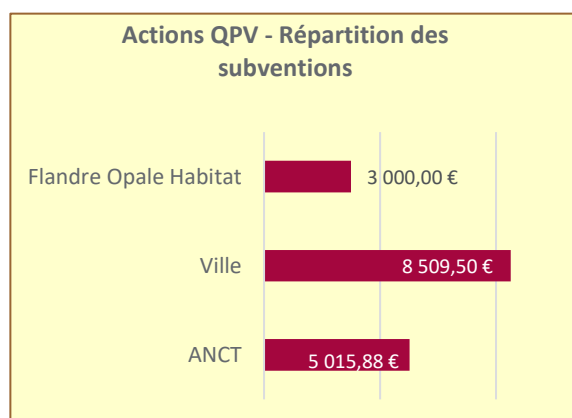 Actions QPV - Répartition des
subventions
Flandre Opale Habitat
3 000,00 €
Ville
8 509,50 €
ANCT
5 015,88 €